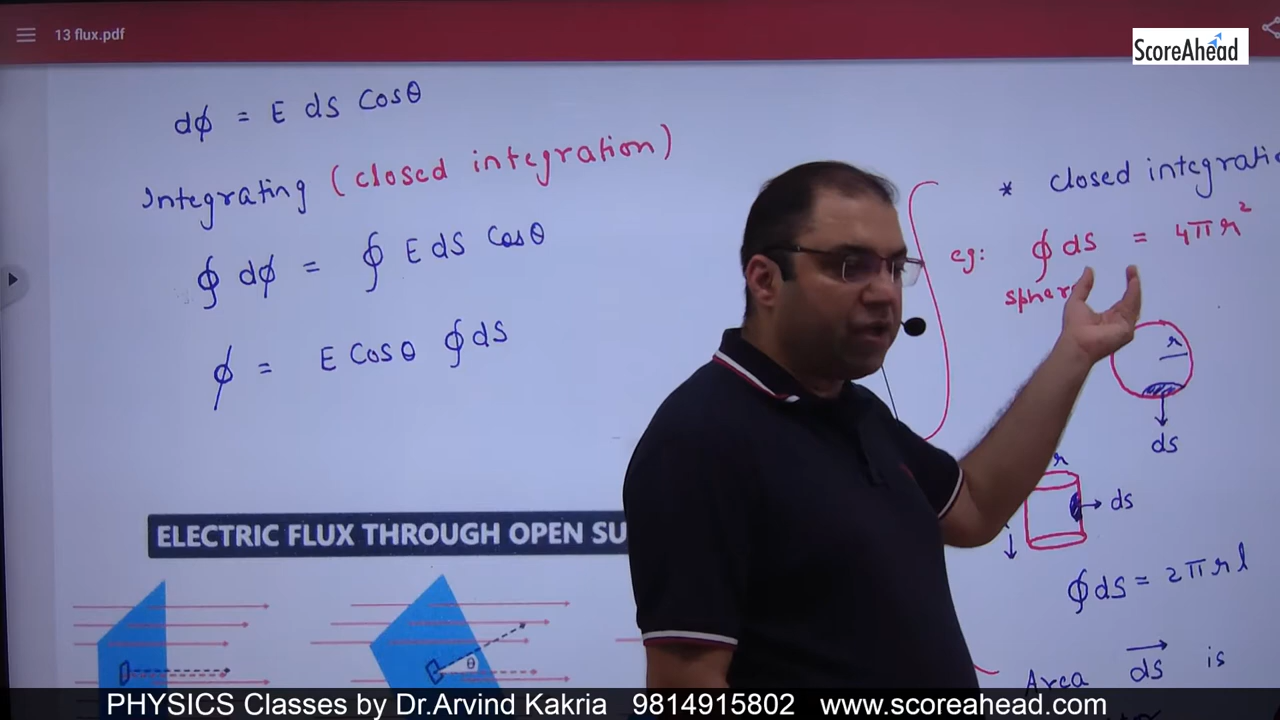 13 flux.pdf
ScoreAhead
dϕ = E ds Cosθ
Integrating (closed integration)
∮ dϕ = ∮ E ds Cosθ
ϕ = E Cosθ ∮ ds
* closed integratio
eg: ∮ ds = 4πr²
spher
r
ds
r
ds
∮ ds = 2πrl
Area ds is
ELECTRIC FLUX THROUGH OPEN SU
θ
PHYSICS Classes by Dr.Arvind Kakria 9814915802 www.scoreahead.com